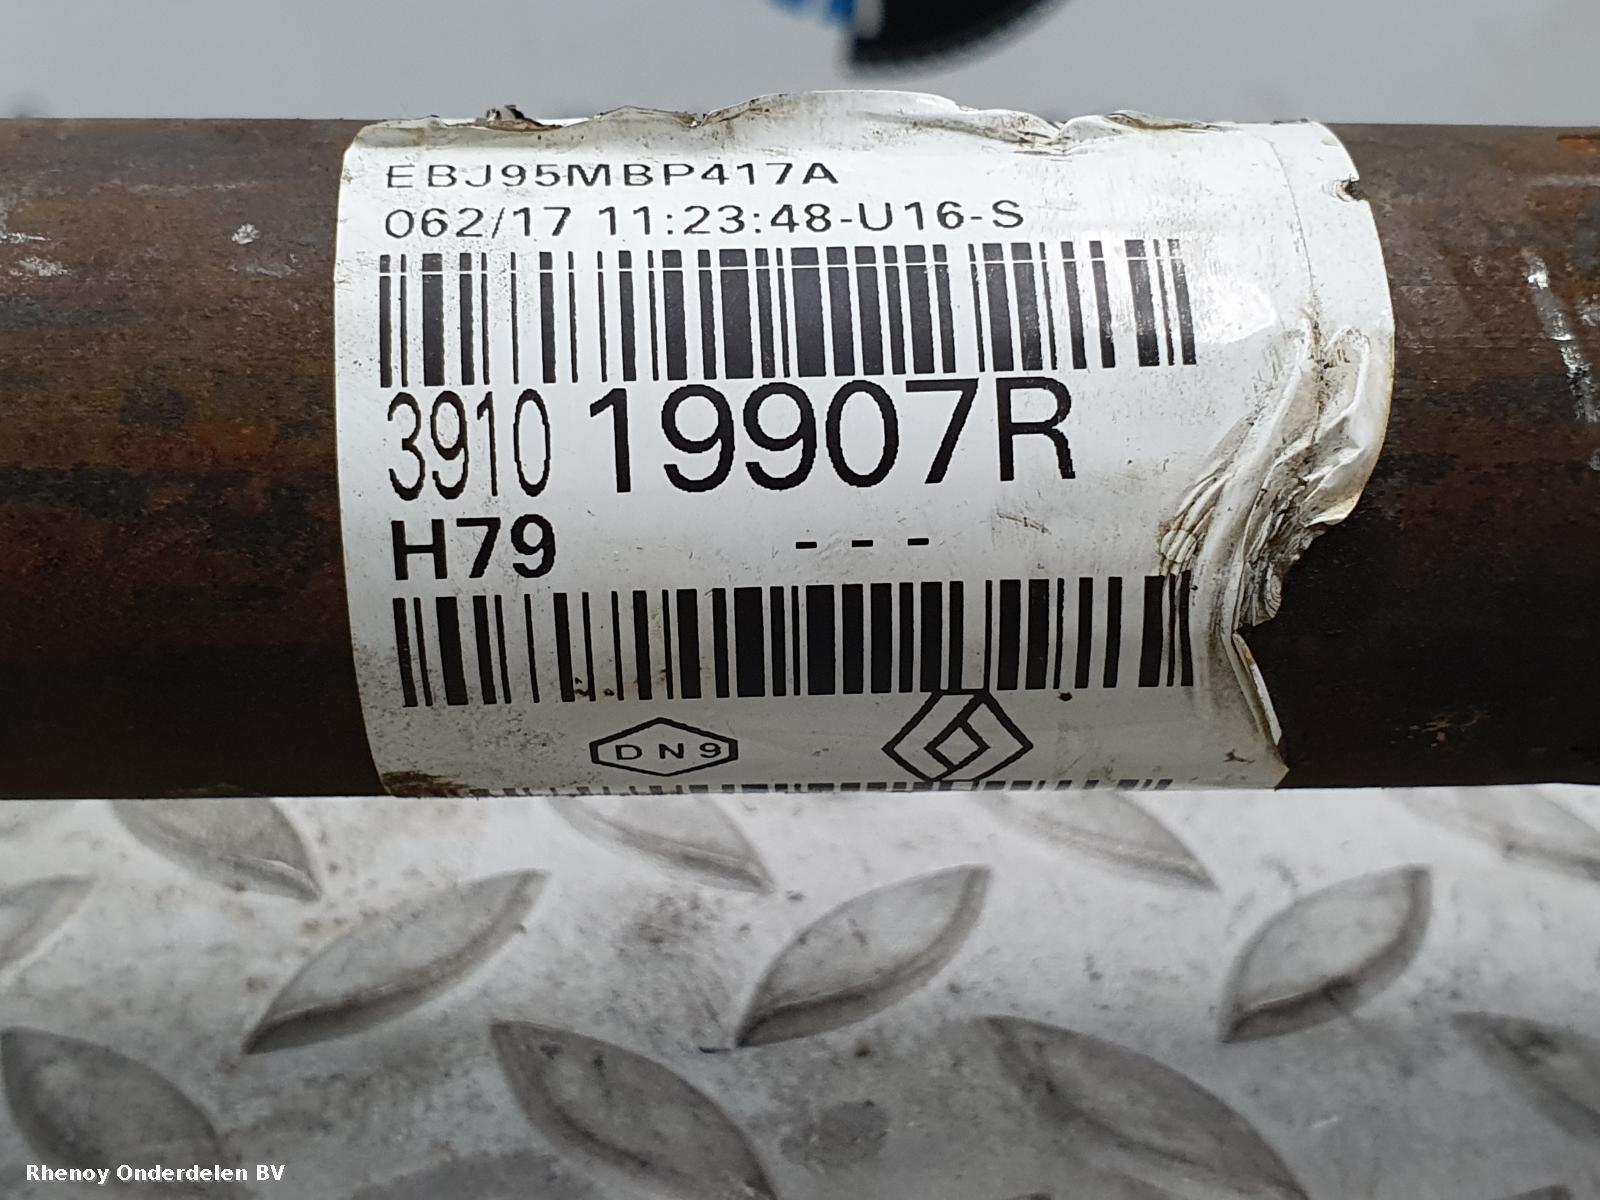 EBJ95MBP417A
062/17 11:23:48-U16-S
3910 19907R
H79 ---
DN9
Rhenoy Onderdelen BV